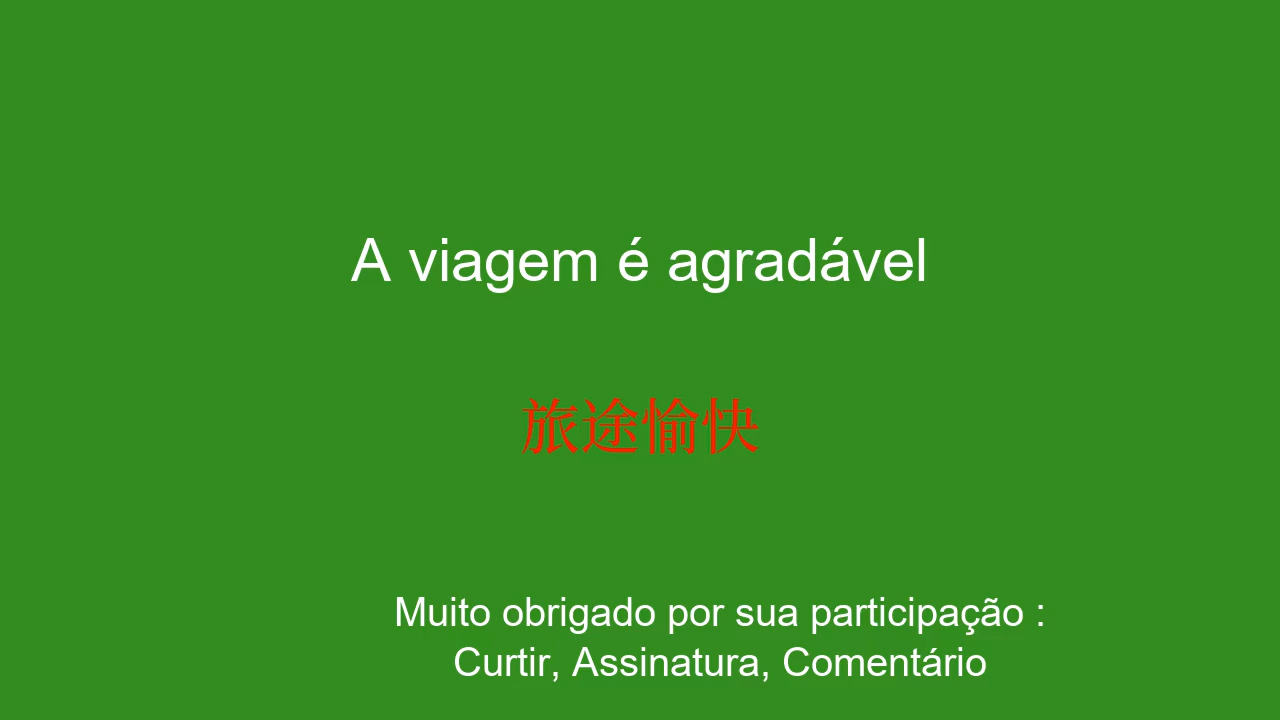 A viagem é agradável
旅途愉快
Muito obrigado por sua participação :
Curtir, Assinatura, Comentário